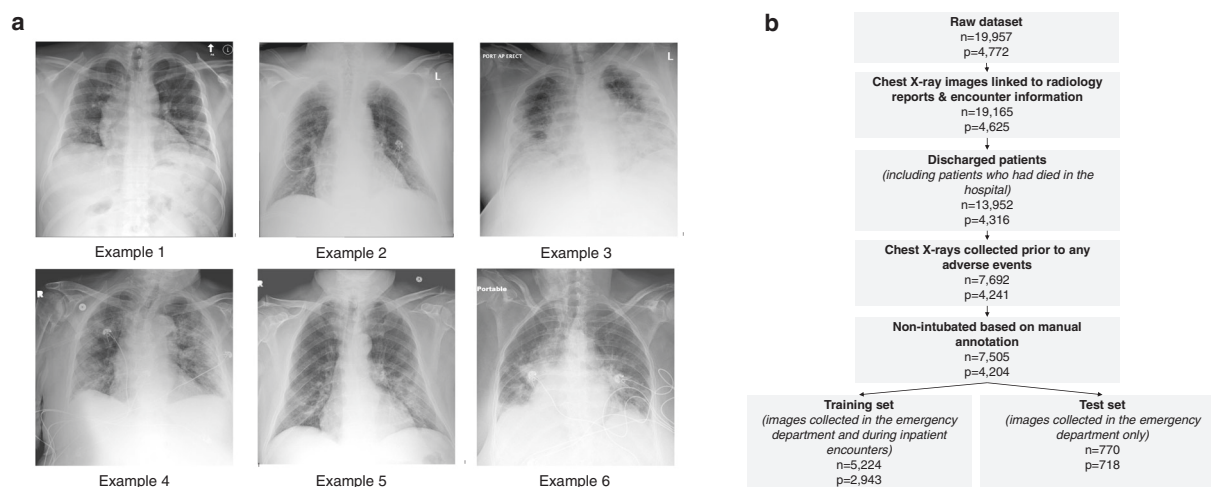 a
L
PORT AP ERECT
L
Example 1
Example 2
Example 3
R
R
Portable
Example 4
Example 5
Example 6
b
Raw dataset
n=19,957
p=4,772
Chest X-ray images linked to radiology
reports & encounter information
n=19,165
p=4,625
Discharged patients
(including patients who had died in the
hospital)
n=13,952
p=4,316
Chest X-rays collected prior to any
adverse events
n=7,692
p=4,241
Non-intubated based on manual
annotation
n=7,505
p=4,204
Training set
(images collected in the emergency
department and during inpatient
encounters)
n=5,224
p=2,943
Test set
(images collected in the emergency
department only)
n=770
p=718